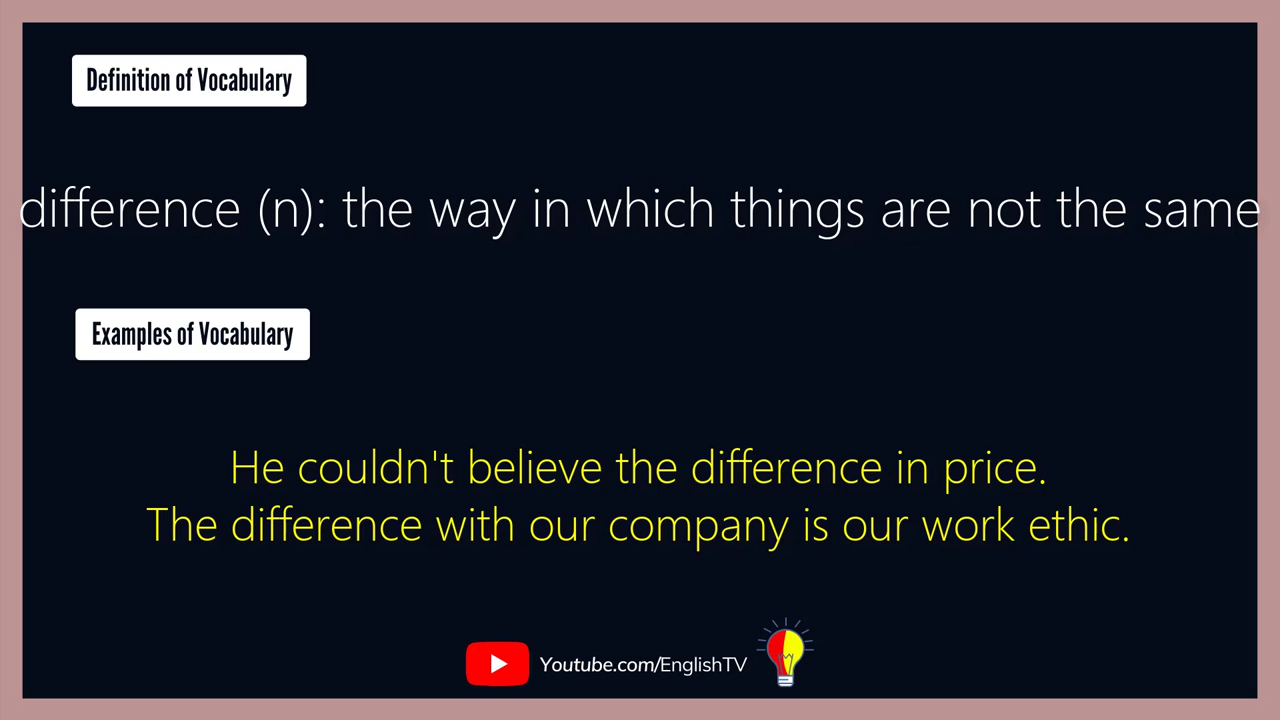 Definition of Vocabulary
difference (n): the way in which things are not the same
Examples of Vocabulary
He couldn't believe the difference in price.
The difference with our company is our work ethic.
Youtube.com/EnglishTV